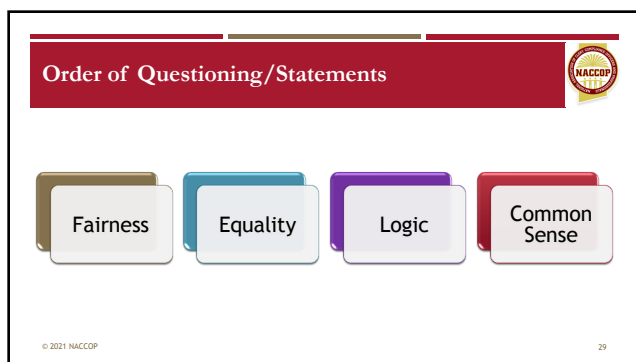 Order of Questioning/Statements
NACCOP
Fairness
Equality
Logic
Common
Sense
© 2021 NACCOP
29